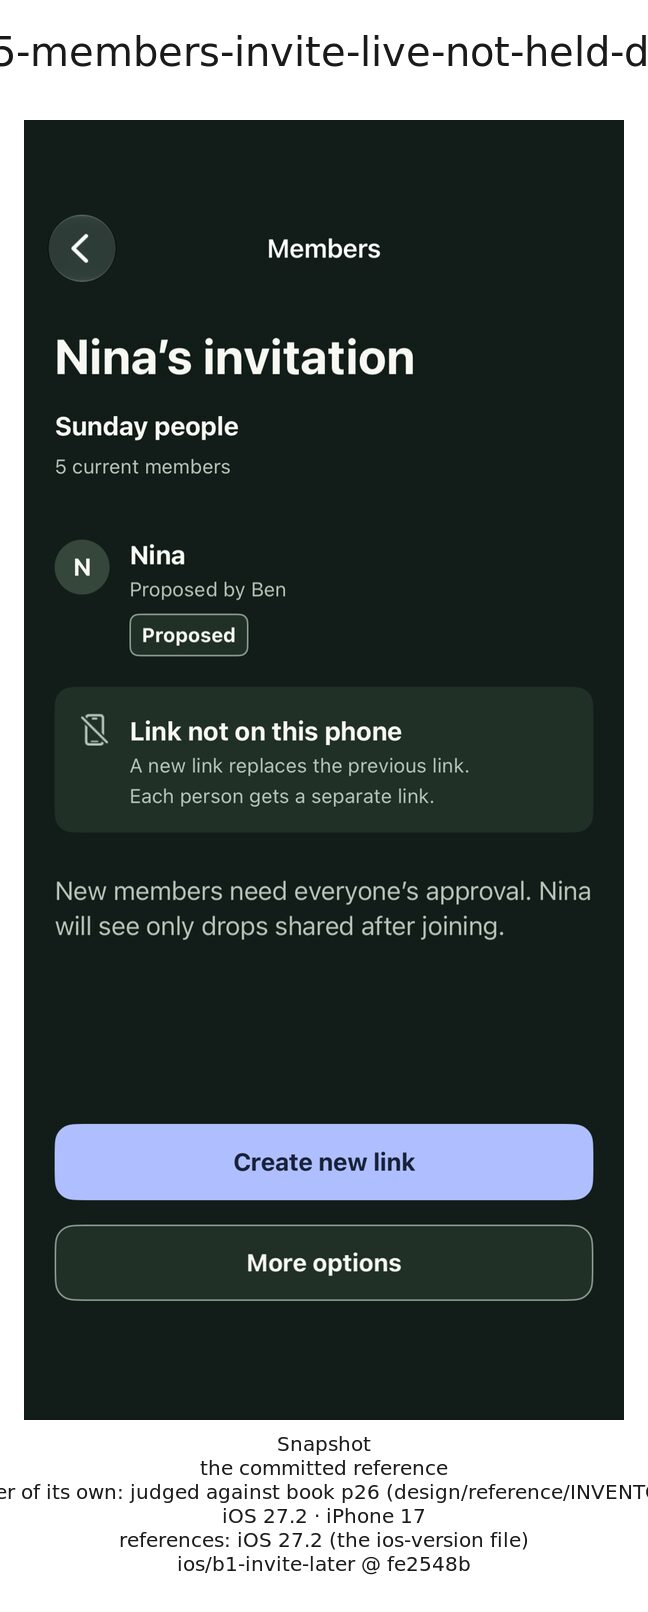 5-members-invite-live-not-held-d
Members
Nina’s invitation
Sunday people
5 current members
N
Nina
Proposed by Ben
Proposed
Link not on this phone
A new link replaces the previous link.
Each person gets a separate link.
New members need everyone’s approval. Nina
will see only drops shared after joining.
Create new link
More options
Snapshot
the committed reference
er of its own: judged against book p26 (design/reference/INVENTO
iOS 27.2 · iPhone 17
references: iOS 27.2 (the ios-version file)
ios/b1-invite-later @ fe2548b